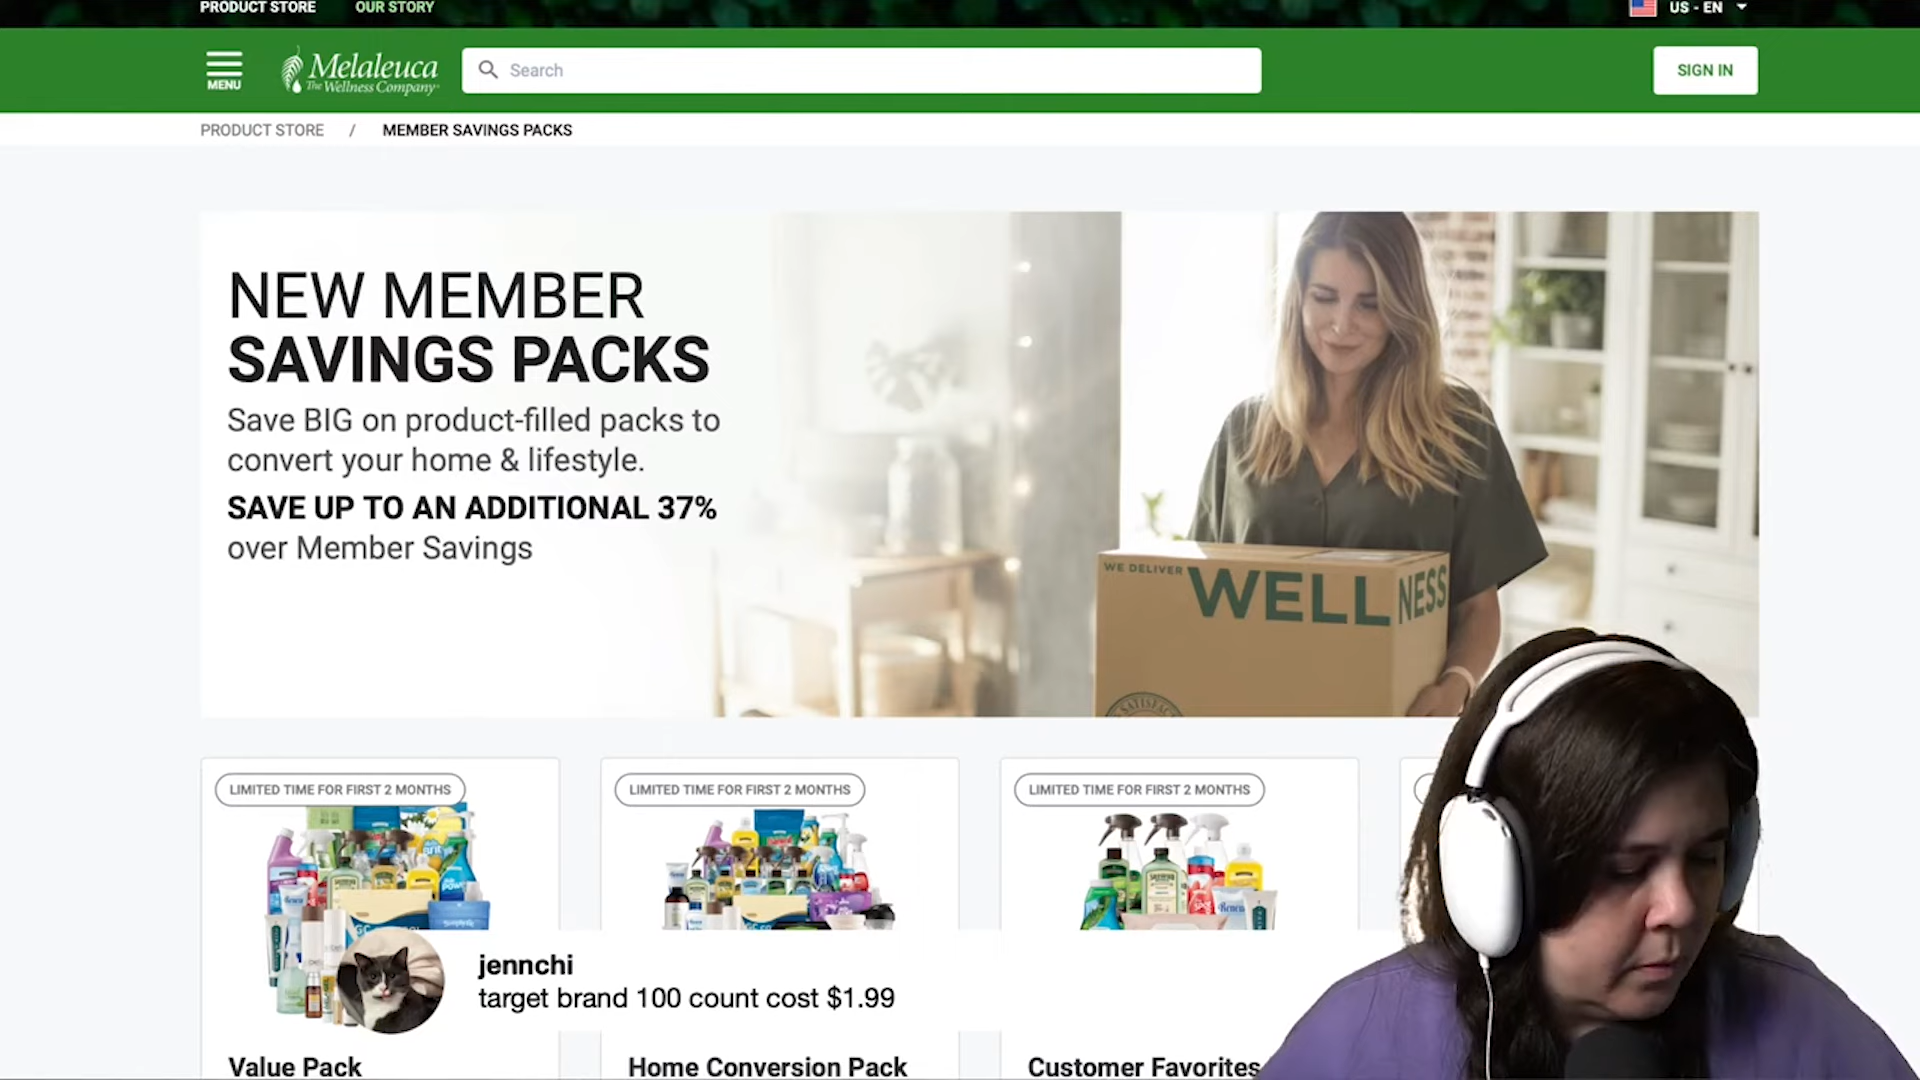 PRODUCT STORE OUR STORY US - EN
MENU
Melaleuca
The Wellness Company
Search
SIGN IN
PRODUCT STORE / MEMBER SAVINGS PACKS
NEW MEMBER
SAVINGS PACKS
Save BIG on product-filled packs to
convert your home & lifestyle.
SAVE UP TO AN ADDITIONAL 37%
over Member Savings
WE DELIVER WELLNESS
LIMITED TIME FOR FIRST 2 MONTHS
LIMITED TIME FOR FIRST 2 MONTHS
LIMITED TIME FOR FIRST 2 MONTHS
jennchi
target brand 100 count cost $1.99
Value Pack
Home Conversion Pack
Customer Favorites